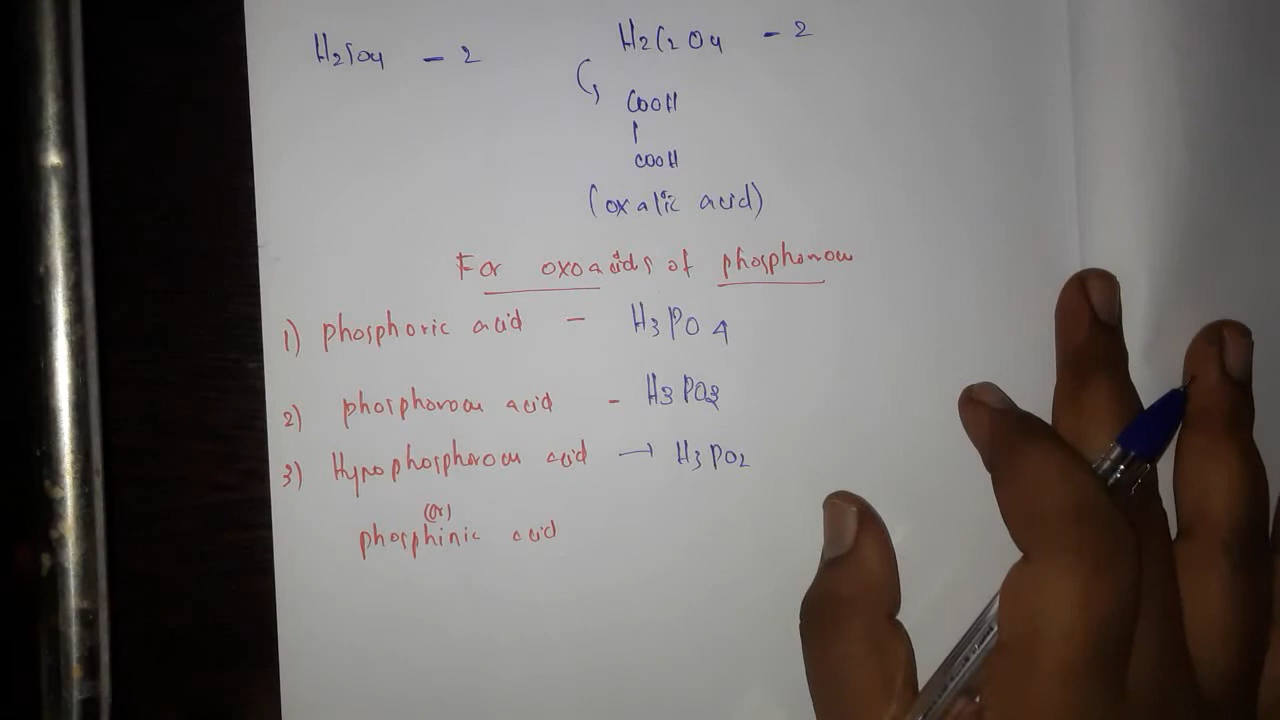 H2SO4 - 2
H2C2O4 - 2
COOH
COOH
(oxalic acid)
For oxoacids of phosphorous
1) phosphoric acid - H3PO4
2) phosphorous acid - H3PO3
3) Hypophosphorous acid → H3PO2
(or)
phosphinic acid